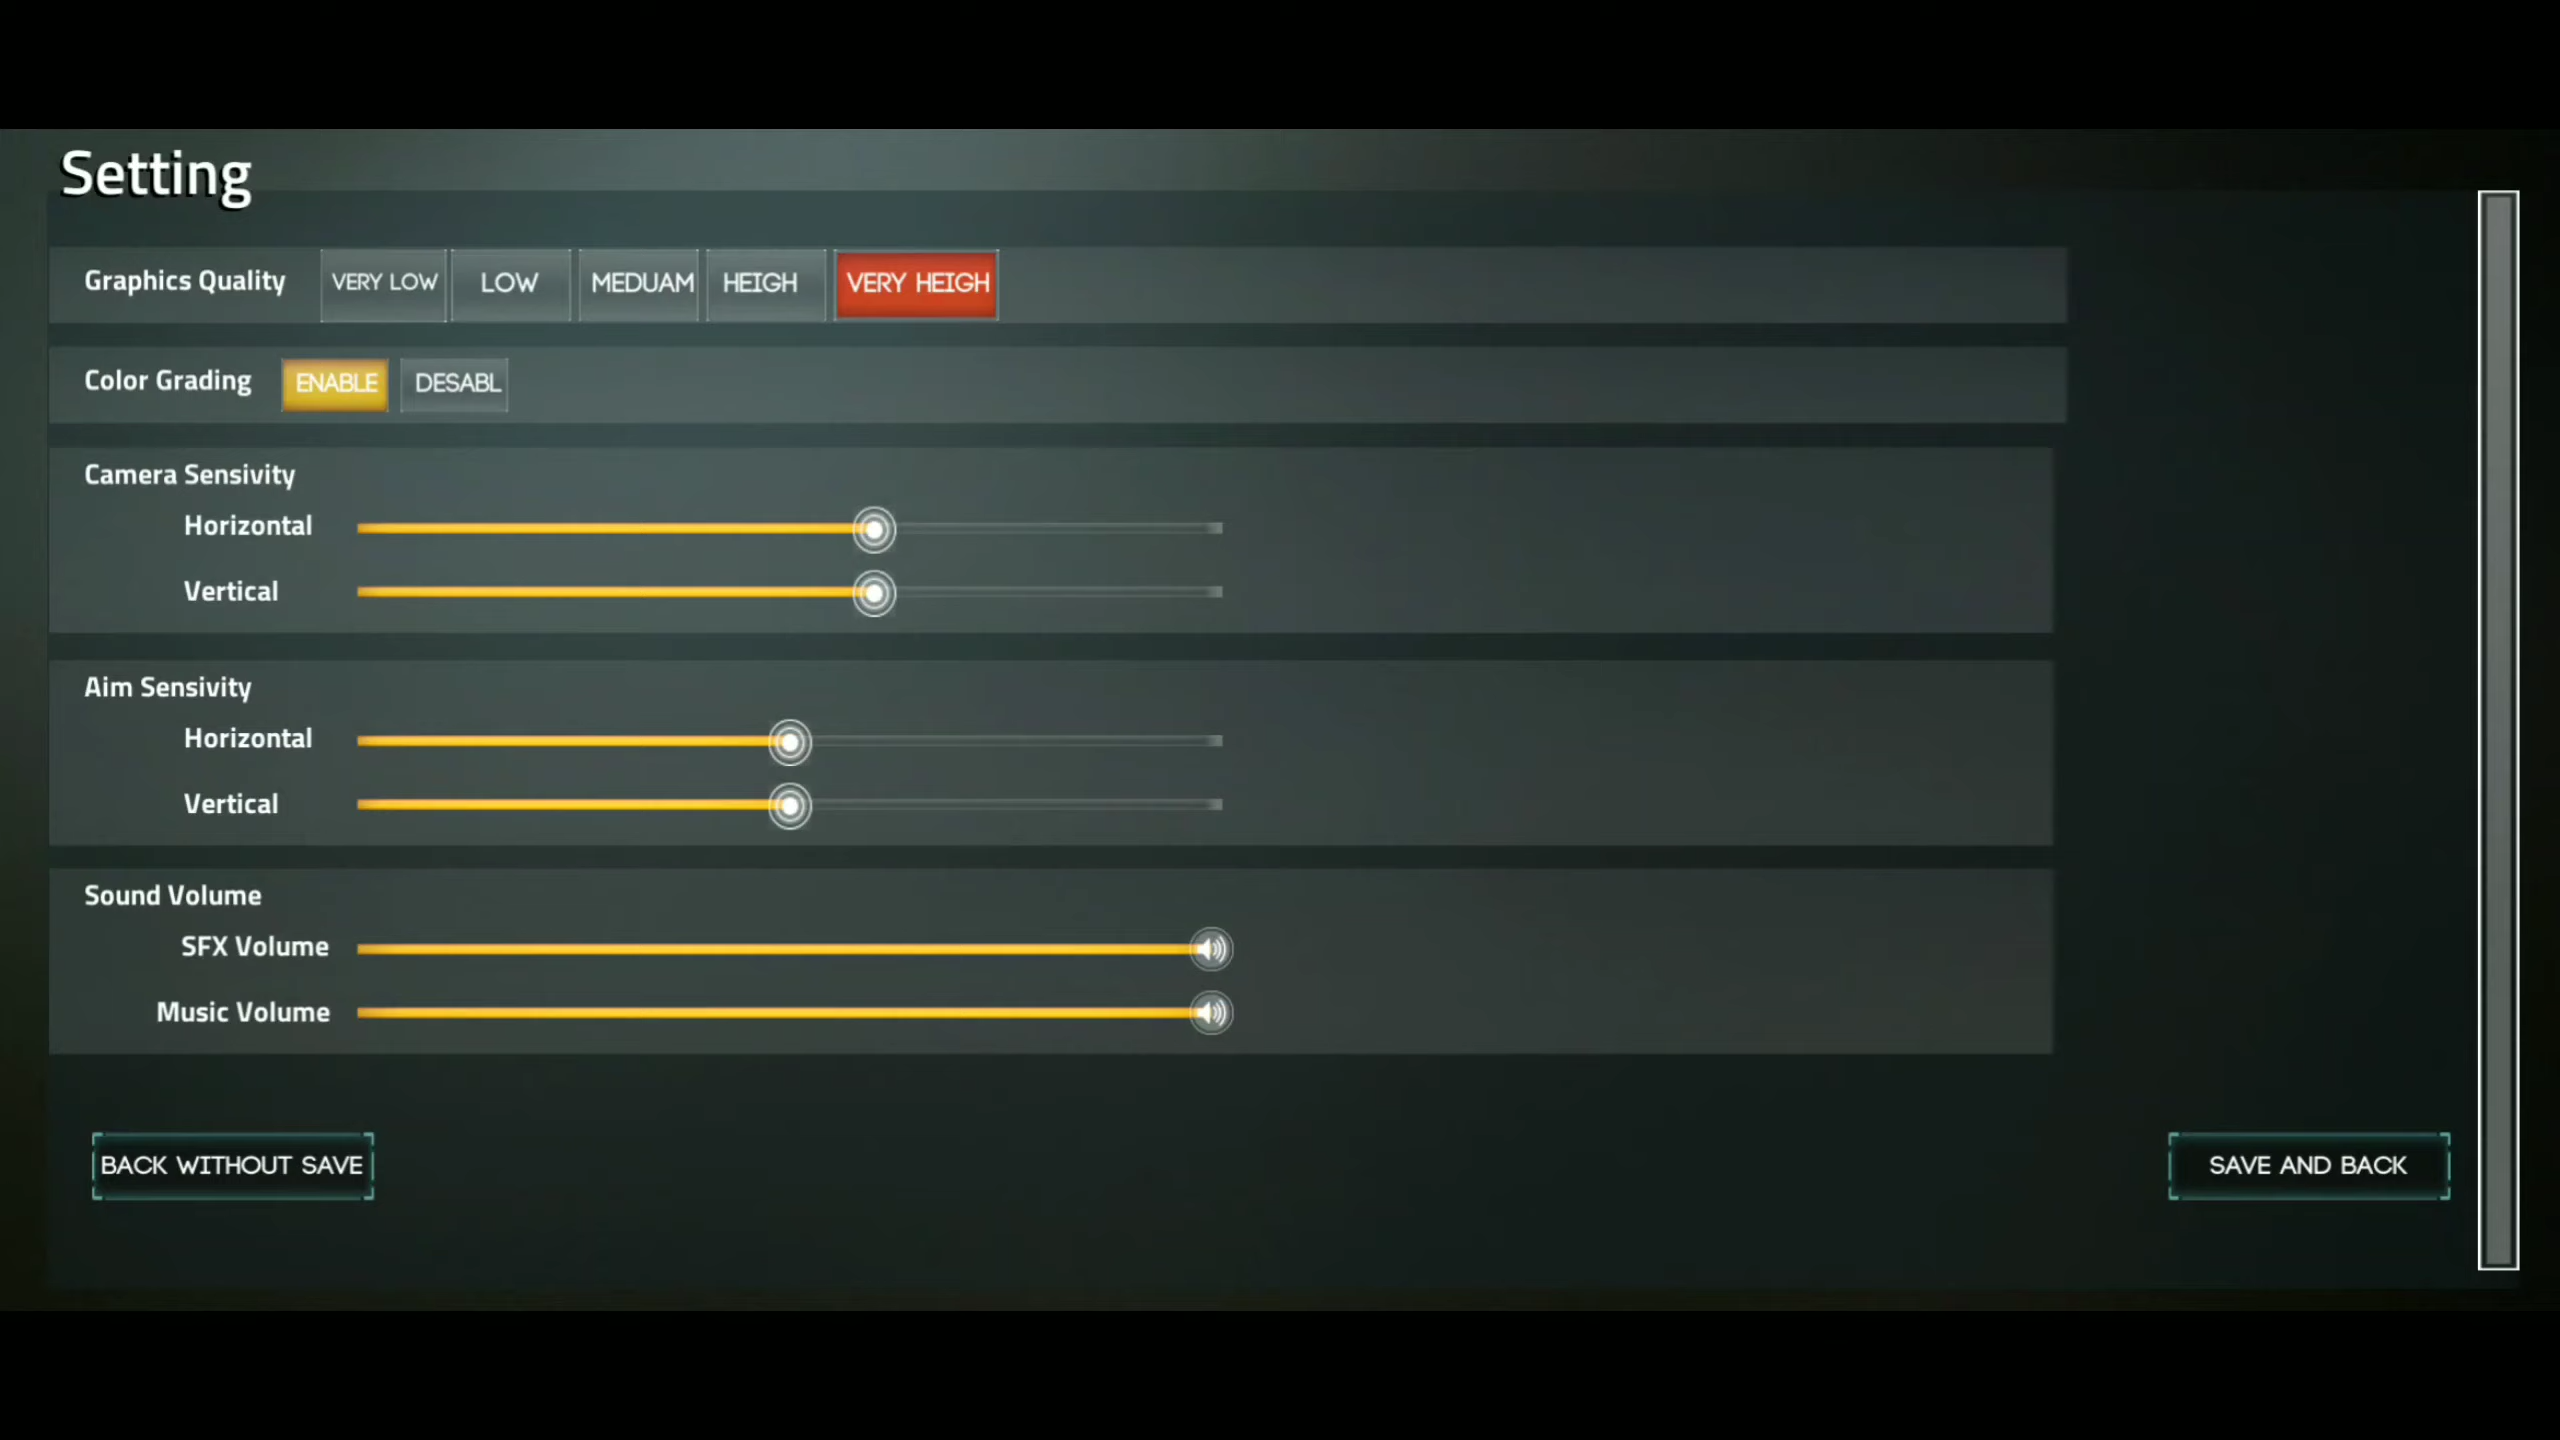 Setting
Graphics Quality VERY LOW LOW MEDUAM HEIGH VERY HEIGH
Color Grading ENABLE DESABL
Camera Sensivity
Horizontal
Vertical
Aim Sensivity
Horizontal
Vertical
Sound Volume
SFX Volume
Music Volume
BACK WITHOUT SAVE SAVE AND BACK